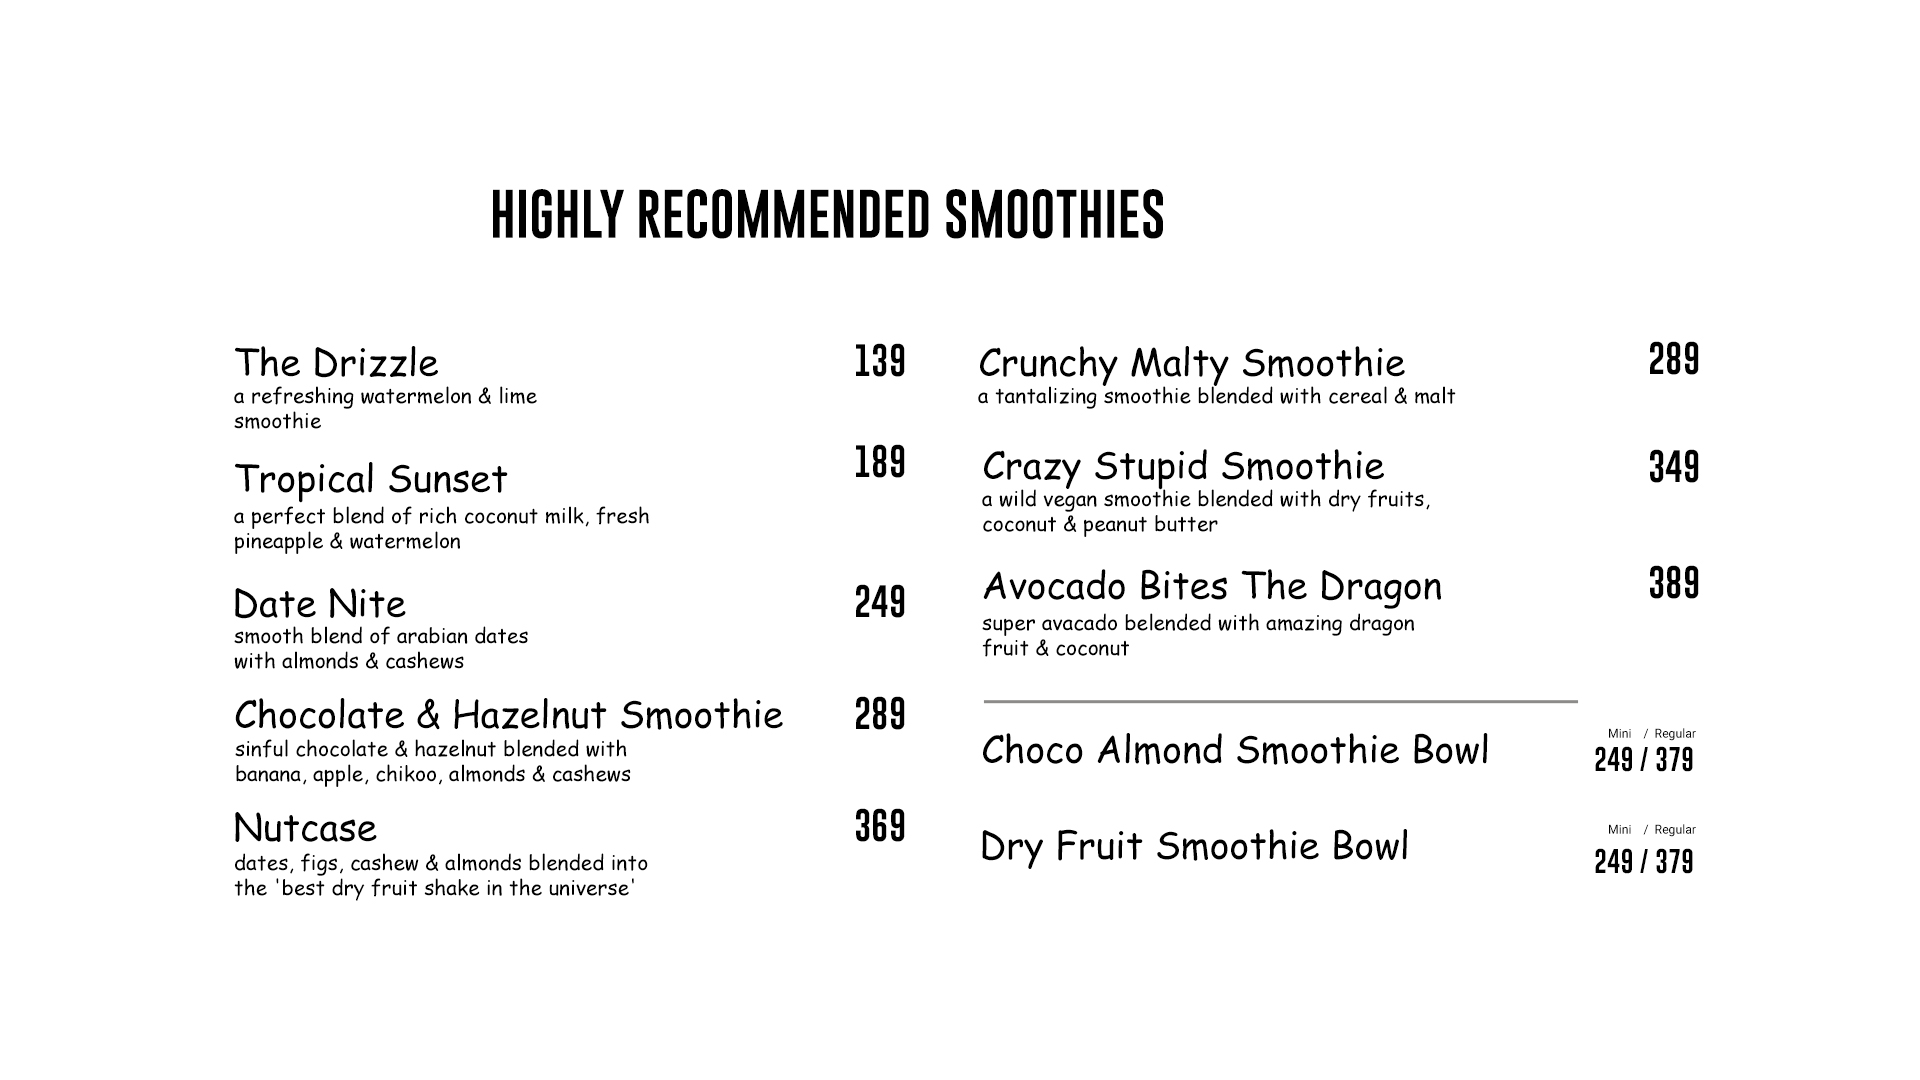 HIGHLY RECOMMENDED SMOOTHIES
The Drizzle 139
a refreshing watermelon & lime
smoothie
Tropical Sunset 189
a perfect blend of rich coconut milk, fresh
pineapple & watermelon
Date Nite 249
smooth blend of arabian dates
with almonds & cashews
Chocolate & Hazelnut Smoothie 289
sinful chocolate & hazelnut blended with
banana, apple, chikoo, almonds & cashews
Nutcase 369
dates, figs, cashew & almonds blended into
the 'best dry fruit shake in the universe'
Crunchy Malty Smoothie 289
a tantalizing smoothie blended with cereal & malt
Crazy Stupid Smoothie 349
a wild vegan smoothie blended with dry fruits,
coconut & peanut butter
Avocado Bites The Dragon 389
super avacado belended with amazing dragon
fruit & coconut
Mini / Regular
Choco Almond Smoothie Bowl 249 / 379
Mini / Regular
Dry Fruit Smoothie Bowl 249 / 379